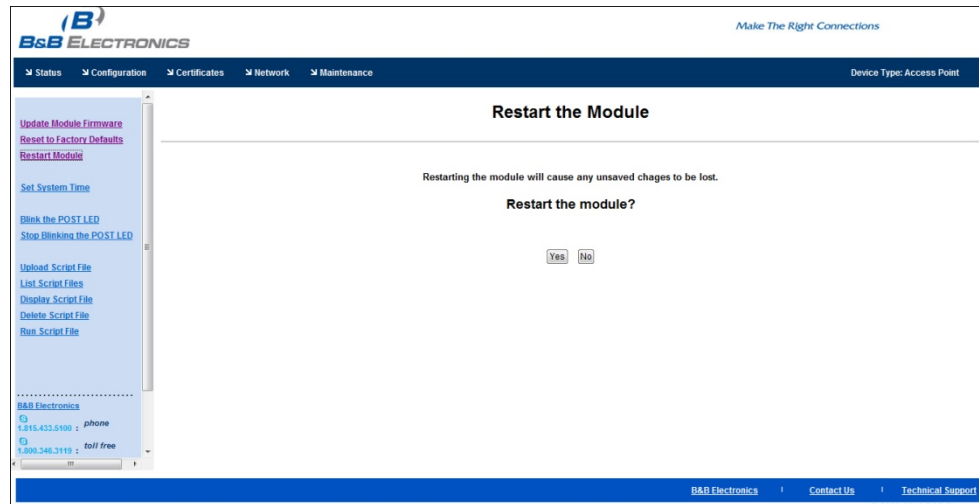 B&B ELECTRONICS
Make The Right Connections
Status Configuration Certificates Network Maintenance Device Type: Access Point
Update Module Firmware
Reset to Factory Defaults
Restart Module
Set System Time
Blink the POST LED
Stop Blinking the POST LED
Upload Script File
List Script Files
Display Script File
Delete Script File
Run Script File
B&B Electronics
1.815.433.5100 : phone
1.800.346.3119 : toll free
Restart the Module
Restarting the module will cause any unsaved chages to be lost.
Restart the module?
Yes No
B&B Electronics | Contact Us | Technical Support